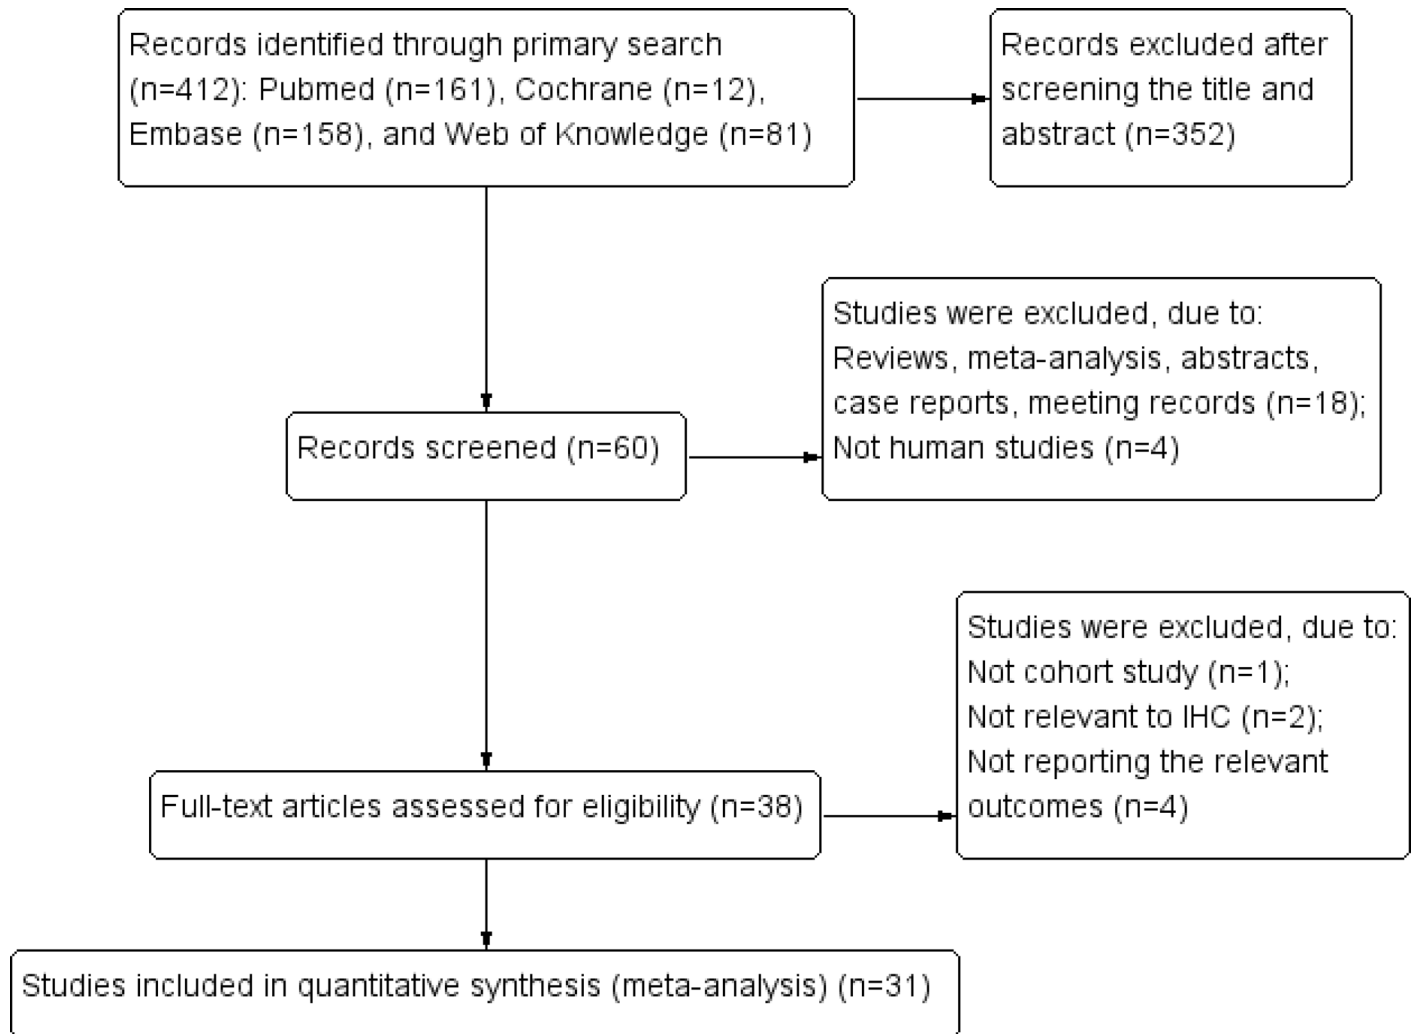 Records identified through primary search
(n=412): Pubmed (n=161), Cochrane (n=12),
Embase (n=158), and Web of Knowledge (n=81)
Records excluded after
screening the title and
abstract (n=352)
Studies were excluded, due to:
Reviews, meta-analysis, abstracts,
case reports, meeting records (n=18);
Not human studies (n=4)
Records screened (n=60)
Studies were excluded, due to:
Not cohort study (n=1);
Not relevant to IHC (n=2);
Not reporting the relevant
outcomes (n=4)
Full-text articles assessed for eligibility (n=38)
Studies included in quantitative synthesis (meta-analysis) (n=31)